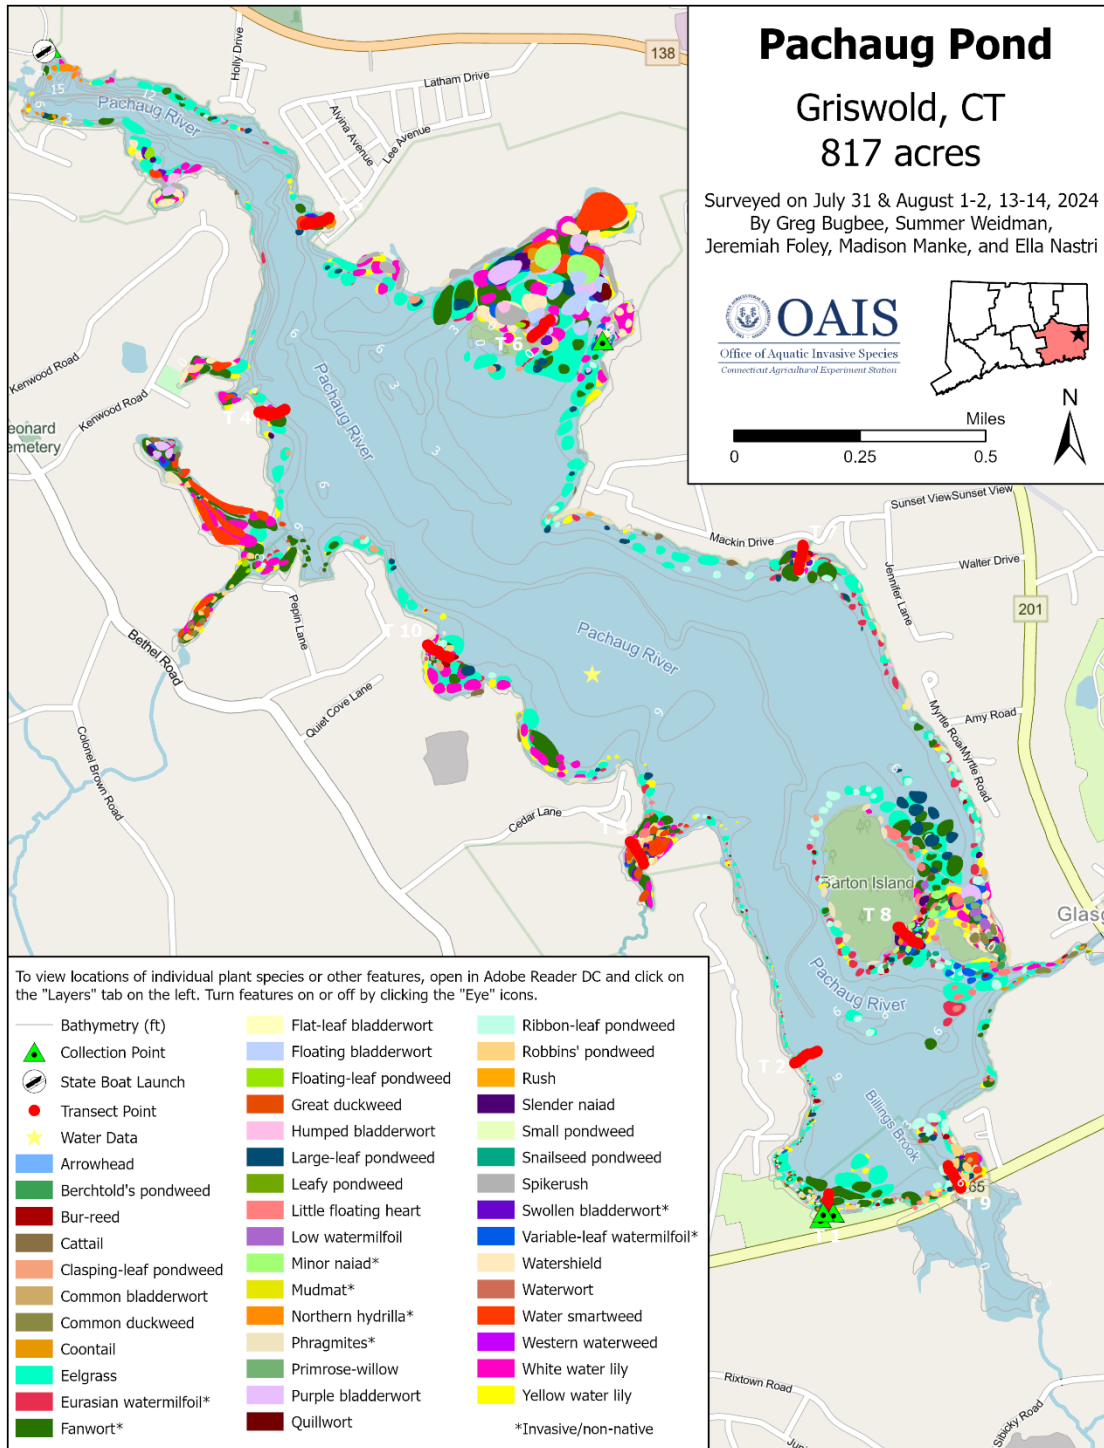 Pachaug Pond
Griswold, CT
817 acres
Surveyed on July 31 & August 1-2, 13-14, 2024
By Greg Bugbee, Summer Weidman,
Jeremiah Foley, Madison Manke, and Ella Nastri
OAIS
Office of Aquatic Invasive Species
Connecticut Agricultural Experiment Station
N
Miles
0 0.25 0.5
138
Holly Drive
Latham Drive
Alvina Avenue
Lee Avenue
15
12
Pachaug River
Kenwood Road
Kenwood Road
T 6
T 4
Pachaug River
eonard
emetery
Sunset View Sunset View
Mackin Drive
Jennifer Lane
Walter Drive
201
Pepin Lane
Bethel Road
T 10
Pachaug River
Quiet Cove Lane
Colonel Brown Road
Amy Road
Myrtle Roa
Myrtle Road
Cedar Lane
Barton Island
T 8
Glasg
Pachaug River
T 2
Billings Brook
165
T 9
T 1
Rixtown Road
Sibicky Road
To view locations of individual plant species or other features, open in Adobe Reader DC and click on
the "Layers" tab on the left. Turn features on or off by clicking the "Eye" icons.
Bathymetry (ft)
Collection Point
State Boat Launch
Transect Point
Water Data
Arrowhead
Berchtold's pondweed
Bur-reed
Cattail
Clasping-leaf pondweed
Common bladderwort
Common duckweed
Coontail
Eelgrass
Eurasian watermilfoil*
Fanwort*
Flat-leaf bladderwort
Floating bladderwort
Floating-leaf pondweed
Great duckweed
Humped bladderwort
Large-leaf pondweed
Leafy pondweed
Little floating heart
Low watermilfoil
Minor naiad*
Mudmat*
Northern hydrilla*
Phragmites*
Primrose-willow
Purple bladderwort
Quillwort
Ribbon-leaf pondweed
Robbins' pondweed
Rush
Slender naiad
Small pondweed
Snailseed pondweed
Spikerush
Swollen bladderwort*
Variable-leaf watermilfoil*
Watershield
Waterwort
Water smartweed
Western waterweed
White water lily
Yellow water lily
*Invasive/non-native